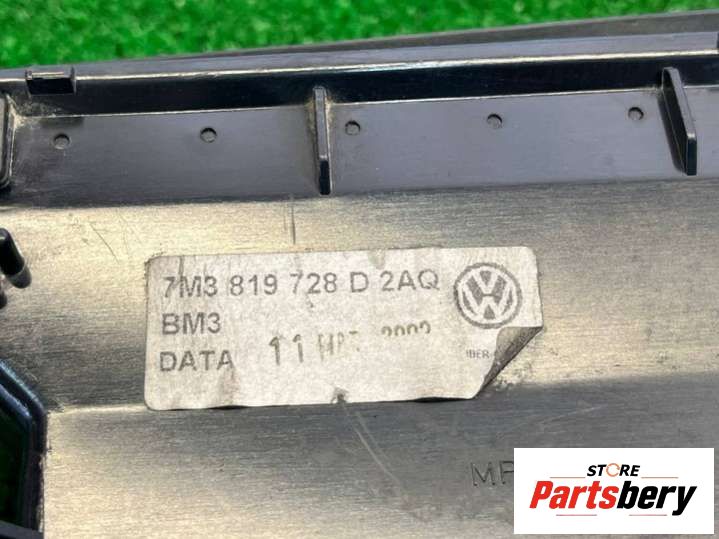 7M3 819 728 D 2AQ
BM3
DATA 11
STORE
Partsbery